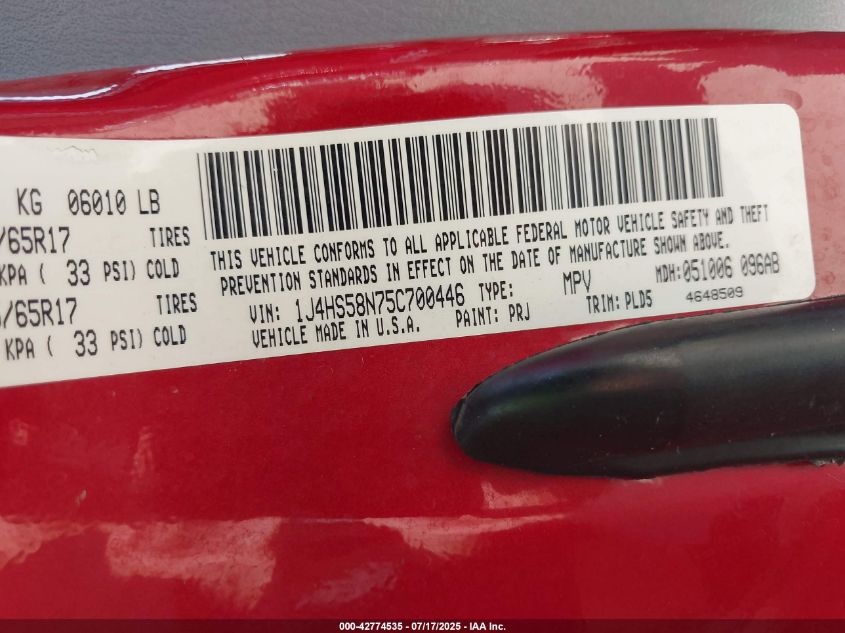 KG 06010 LB
/65R17 TIRES
KPA ( 33 PSI) COLD
/65R17 TIRES
KPA ( 33 PSI) COLD
THIS VEHICLE CONFORMS TO ALL APPLICABLE FEDERAL MOTOR VEHICLE SAFETY AND THEFT
PREVENTION STANDARDS IN EFFECT ON THE DATE OF MANUFACTURE SHOWN ABOVE.
VIN: 1J4HS58N75C700446 TYPE: MPV MDH:051006 096AB
VEHICLE MADE IN U.S.A. PAINT: PRJ TRIM: PLD5 4648509
000-42774535 - 07/17/2025 - IAA Inc.